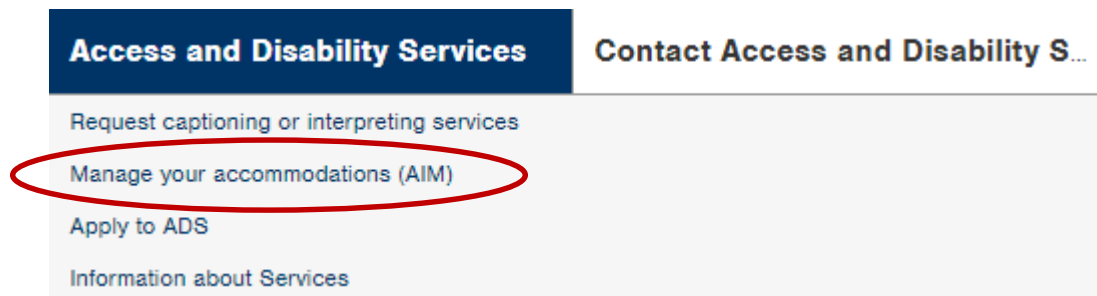 Access and Disability Services
Contact Access and Disability S...
Request captioning or interpreting services
Manage your accommodations (AIM)
Apply to ADS
Information about Services